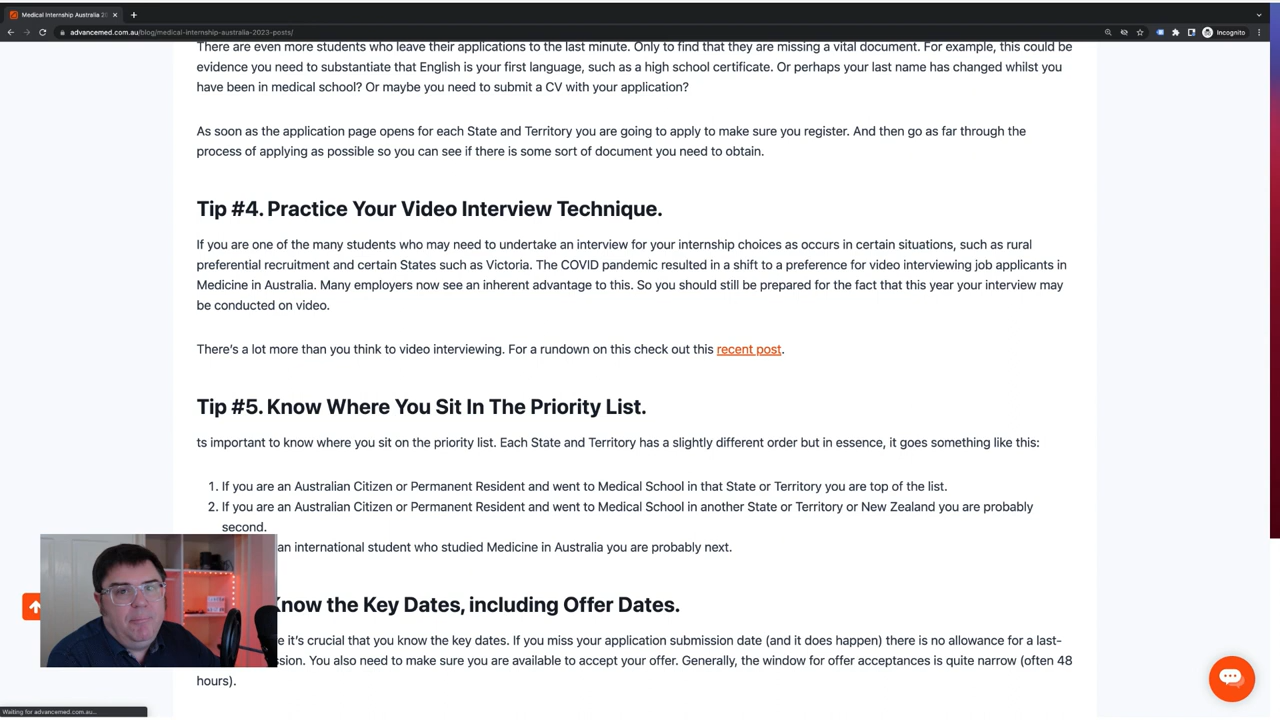 Medical Internship Australia 20
advancemed.com.au/blog/medical-internship-australia-2023-posts/
Incognito
There are even more students who leave their applications to the last minute. Only to find that they are missing a vital document. For example, this could be
evidence you need to substantiate that English is your first language, such as a high school certificate. Or perhaps your last name has changed whilst you
have been in medical school? Or maybe you need to submit a CV with your application?
As soon as the application page opens for each State and Territory you are going to apply to make sure you register. And then go as far through the
process of applying as possible so you can see if there is some sort of document you need to obtain.
Tip #4. Practice Your Video Interview Technique.
If you are one of the many students who may need to undertake an interview for your internship choices as occurs in certain situations, such as rural
preferential recruitment and certain States such as Victoria. The COVID pandemic resulted in a shift to a preference for video interviewing job applicants in
Medicine in Australia. Many employers now see an inherent advantage to this. So you should still be prepared for the fact that this year your interview may
be conducted on video.
There's a lot more than you think to video interviewing. For a rundown on this check out this recent post.
Tip #5. Know Where You Sit In The Priority List.
ts important to know where you sit on the priority list. Each State and Territory has a slightly different order but in essence, it goes something like this:
1. If you are an Australian Citizen or Permanent Resident and went to Medical School in that State or Territory you are top of the list.
2. If you are an Australian Citizen or Permanent Resident and went to Medical School in another State or Territory or New Zealand you are probably
second.
an international student who studied Medicine in Australia you are probably next.
Know the Key Dates, including Offer Dates.
it's crucial that you know the key dates. If you miss your application submission date (and it does happen) there is no allowance for a last-
You also need to make sure you are available to accept your offer. Generally, the window for offer acceptances is quite narrow (often 48
hours).
Waiting for advancemed.com.au...